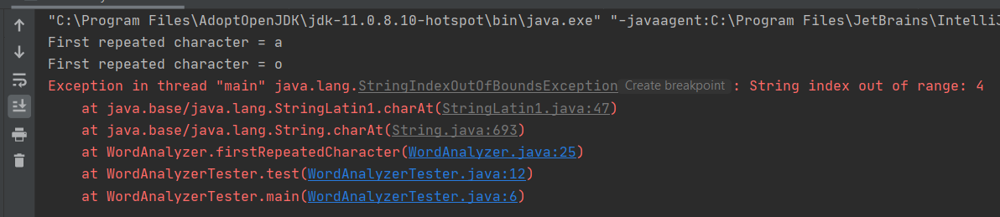 "C:\Program Files\AdoptOpenJDK\jdk-11.0.8.10-hotspot\bin\java.exe" "-javaagent:C:\Program Files\JetBrains\IntelliJ
First repeated character = a
First repeated character = o
Exception in thread "main" java.lang.StringIndexOutOfBoundsException Create breakpoint : String index out of range: 4
at java.base/java.lang.StringLatin1.charAt(StringLatin1.java:47)
at java.base/java.lang.String.charAt(String.java:693)
at WordAnalyzer.firstRepeatedCharacter(WordAnalyzer.java:25)
at WordAnalyzerTester.test(WordAnalyzerTester.java:12)
at WordAnalyzerTester.main(WordAnalyzerTester.java:6)